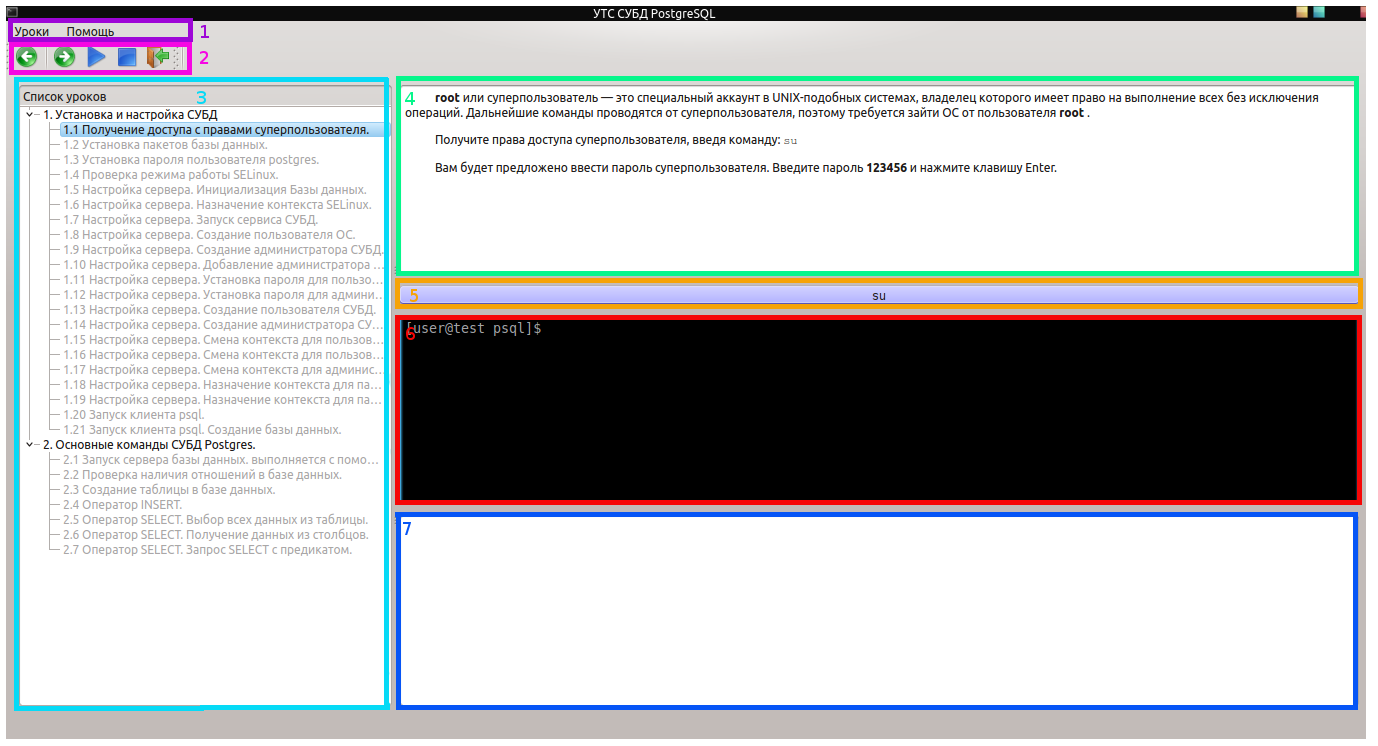 УТС СУБД PostgreSQL
Уроки Помощь 1
2
Список уроков 3
1. Установка и настройка СУБД
1.1 Получение доступа с правами суперпользователя.
1.2 Установка пакетов базы данных.
1.3 Установка пароля пользователя postgres.
1.4 Проверка режима работы SELinux.
1.5 Настройка сервера. Инициализация Базы данных.
1.6 Настройка сервера. Назначение контекста SELinux.
1.7 Настройка сервера. Запуск сервиса СУБД.
1.8 Настройка сервера. Создание пользователя ОС.
1.9 Настройка сервера. Создание администратора СУБД.
1.10 Настройка сервера. Добавление администратора ...
1.11 Настройка сервера. Установка пароля для пользо...
1.12 Настройка сервера. Установка пароля для админи...
1.13 Настройка сервера. Создание пользователя СУБД.
1.14 Настройка сервера. Создание администратора СУ...
1.15 Настройка сервера. Смена контекста для пользов...
1.16 Настройка сервера. Смена контекста для пользов...
1.17 Настройка сервера. Смена контекста для админис...
1.18 Настройка сервера. Назначение контекста для па...
1.19 Настройка сервера. Назначение контекста для па...
1.20 Запуск клиента psql.
1.21 Запуск клиента psql. Создание базы данных.
2. Основные команды СУБД Postgres.
2.1 Запуск сервера базы данных. выполняется с помо...
2.2 Проверка наличия отношений в базе данных.
2.3 Создание таблицы в базе данных.
2.4 Оператор INSERT.
2.5 Оператор SELECT. Выбор всех данных из таблицы.
2.6 Оператор SELECT. Получение данных из столбцов.
2.7 Оператор SELECT. Запрос SELECT с предикатом.
4 root или суперпользователь — это специальный аккаунт в UNIX-подобных системах, владелец которого имеет право на выполнение всех без исключения
операций. Дальнейшие команды проводятся от суперпользователя, поэтому требуется зайти ОС от пользователя root .
Получите права доступа суперпользователя, введя команду: su
Вам будет предложено ввести пароль суперпользователя. Введите пароль 123456 и нажмите клавишу Enter.
5 su
[user@test psql]$
6
7